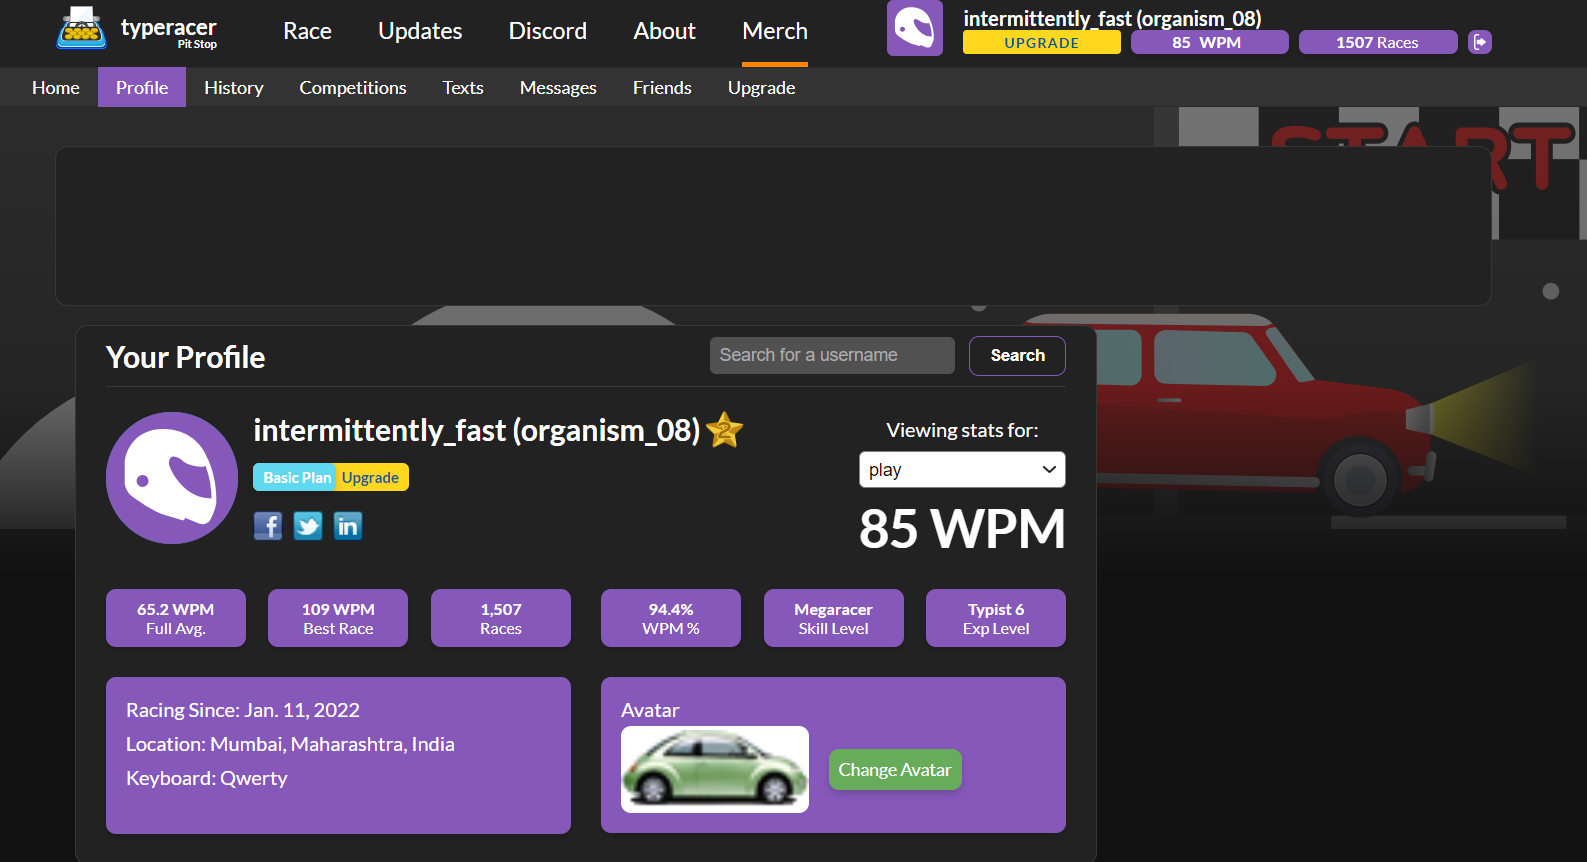 typeracer
Pit Stop
Race Updates Discord About Merch
intermittently_fast (organism_08)
UPGRADE 85 WPM 1507 Races
Home Profile History Competitions Texts Messages Friends Upgrade
START
Your Profile
Search for a username Search
intermittently_fast (organism_08) 2
Basic Plan Upgrade
f in
Viewing stats for:
play
85 WPM
65.2 WPM
Full Avg.
109 WPM
Best Race
1,507
Races
94.4%
WPM %
Megaracer
Skill Level
Typist 6
Exp Level
Racing Since: Jan. 11, 2022
Location: Mumbai, Maharashtra, India
Keyboard: Qwerty
Avatar
Change Avatar